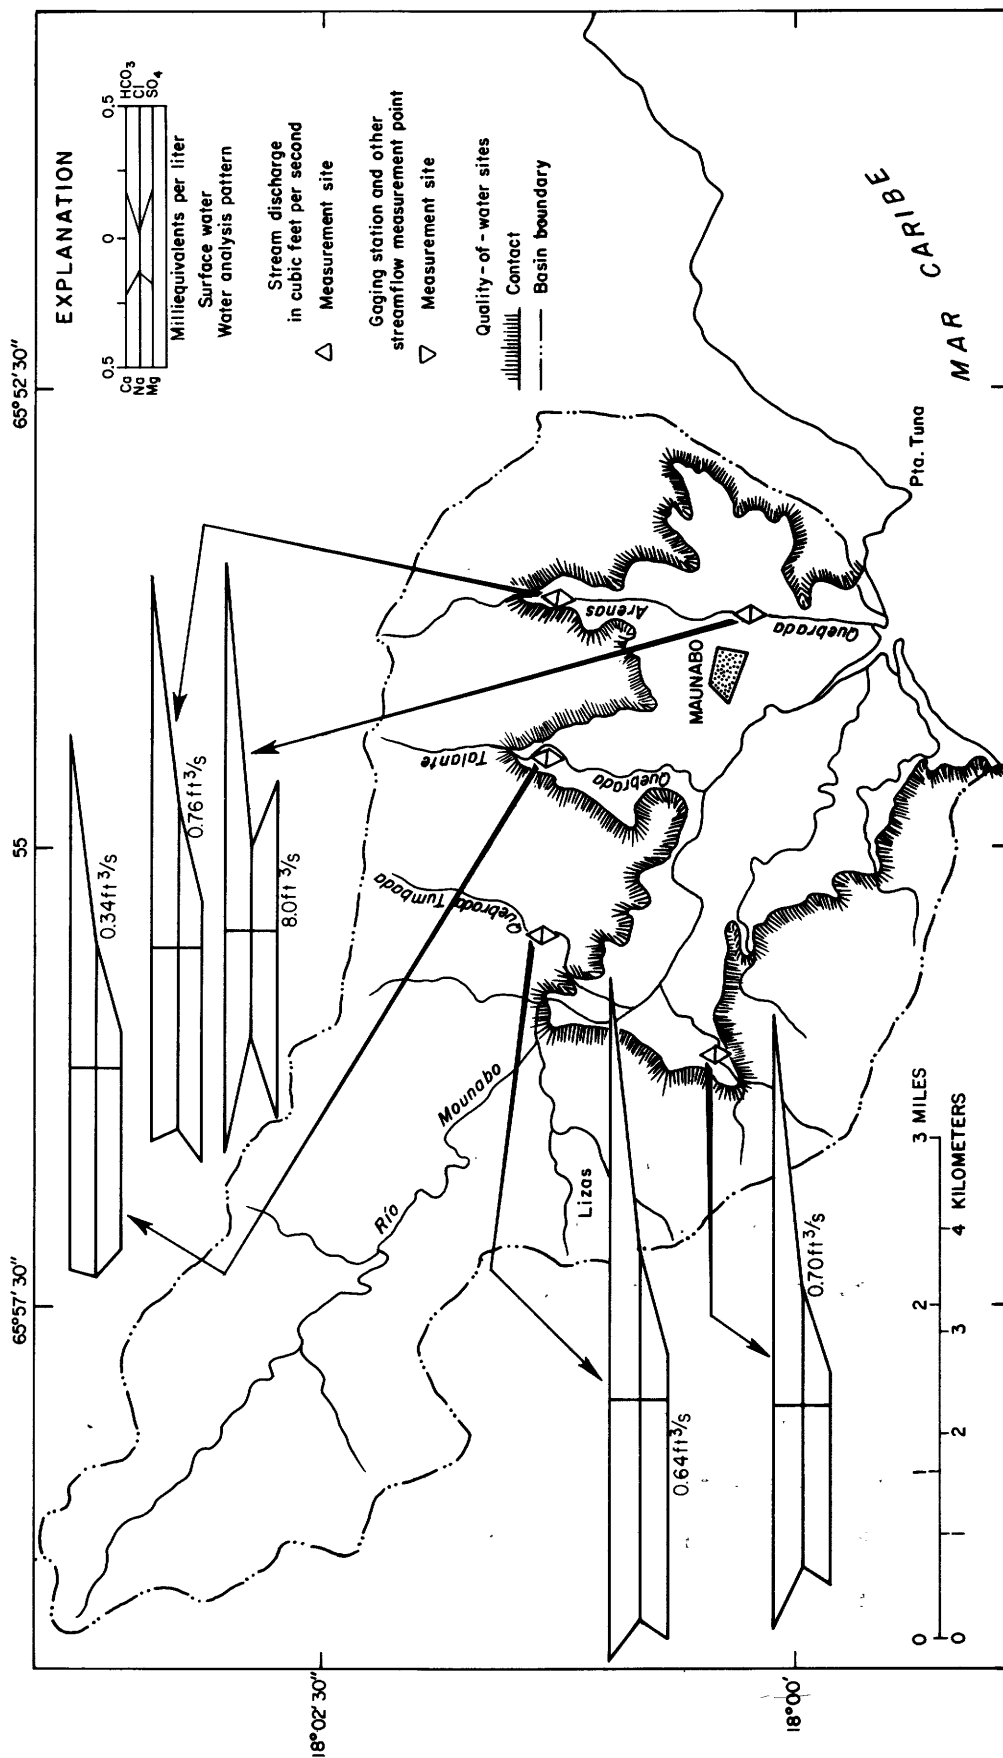 65°57'30"
55
65°52'30"
18°02'30"
18°00'
EXPLANATION
0.5 0 0.5
Ca HCO₃
Na Cl
Mg SO₄
Milliequivalents per liter
Surface water
Water analysis pattern
Stream discharge
in cubic feet per second
Measurement site
Gaging station and other
streamflow measurement point
Measurement site
Quality-of-water sites
Contact
Basin boundary
0.34 ft³/s
0.76 ft³/s
8.0 ft³/s
0.64 ft³/s
0.70 ft³/s
Río
Mounabo
Lizas
Quebrada Tumbada
Quebrada
Talante
Quebrada
Arenas
MAUNABO
Pta. Tuna
MAR CARIBE
0 1 2 3 MILES
0 1 2 3 4 KILOMETERS